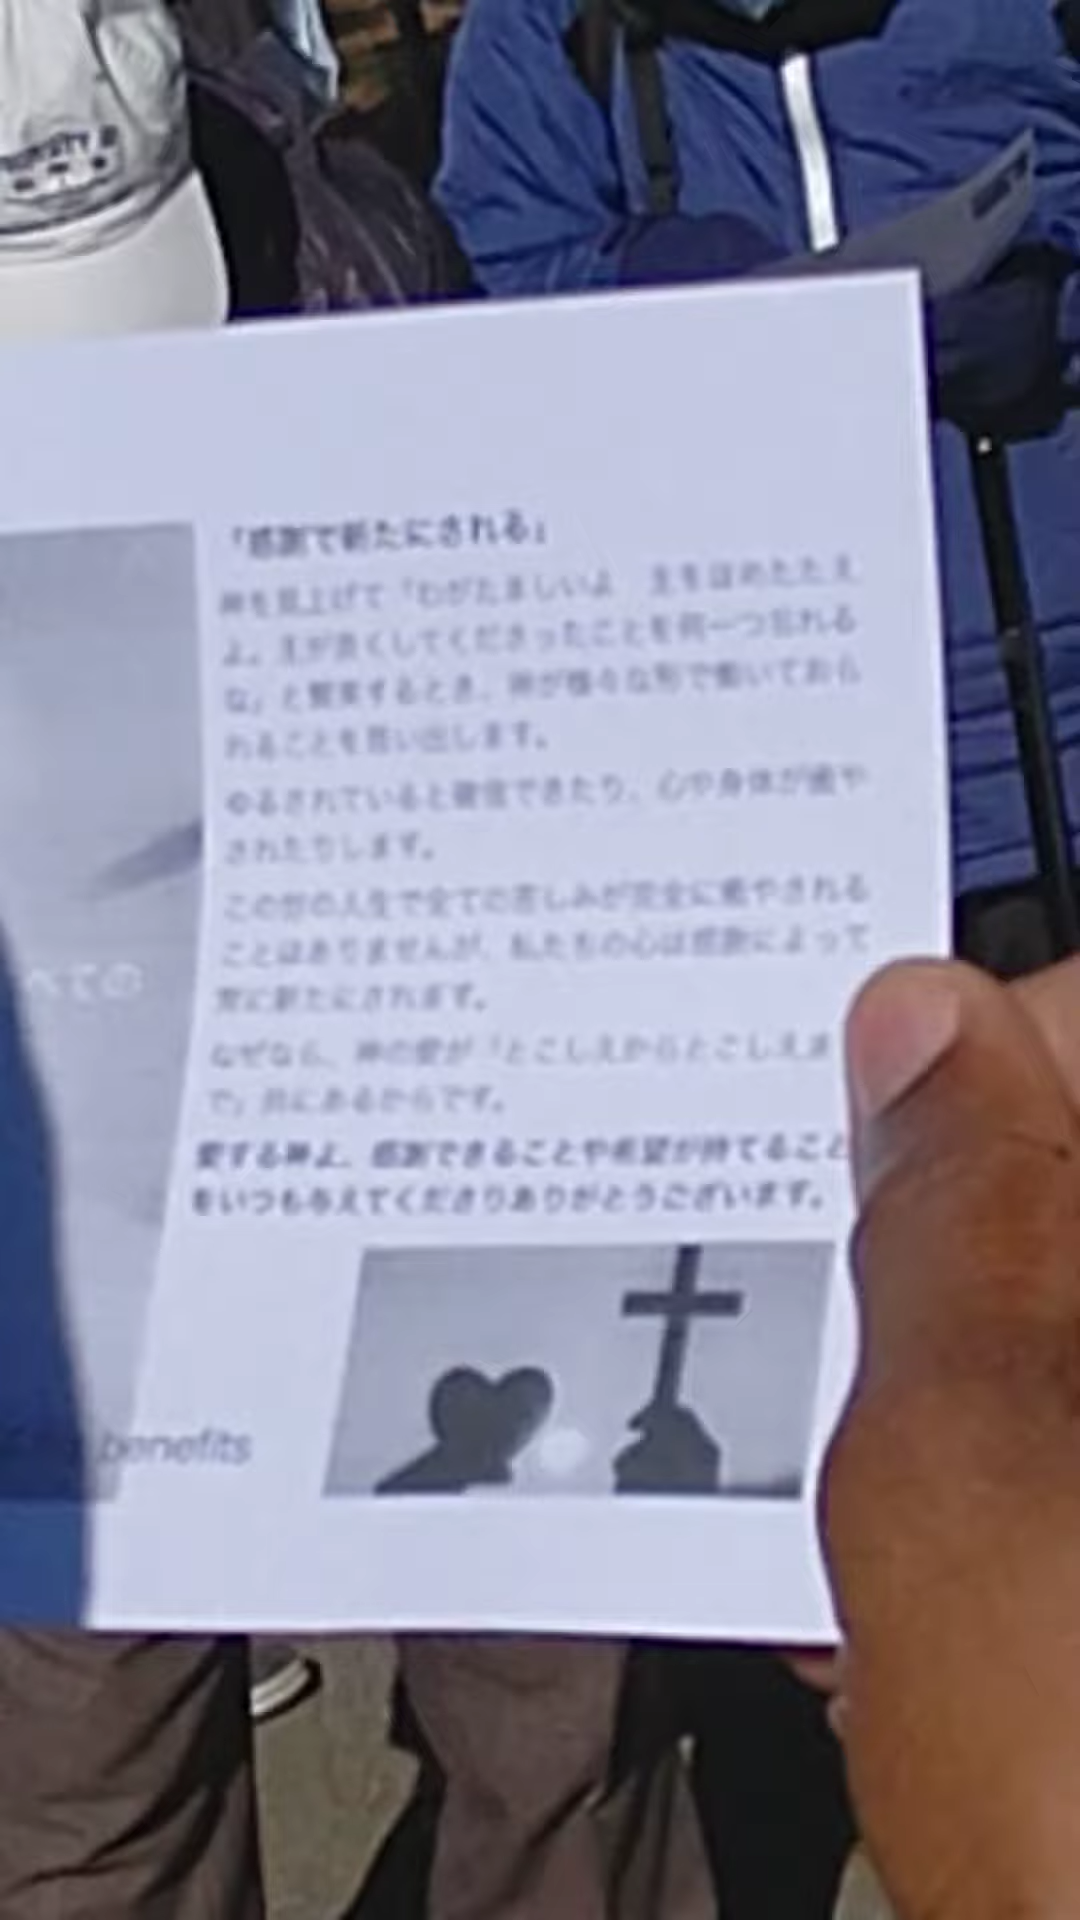 「感謝で新たにされる」
神を見上げて「わがたましいよ　主をほめたたえ
よ。主が良くしてくださったことを何一つ忘れる
な」と賛美するとき、神が様々な形で働いておら
れることを思い出します。
ゆるされていると確信できたり、心や身体が癒や
されたりします。
この世の人生で全ての苦しみが完全に癒やされる
ことはありませんが、私たちの心は感謝によって
常に新たにされます。
なぜなら、神の愛が「とこしえからとこしえま
で」共にあるからです。
愛する神よ、感謝できることや希望が持てること
をいつも与えてくださりありがとうございます。
べての
benefits